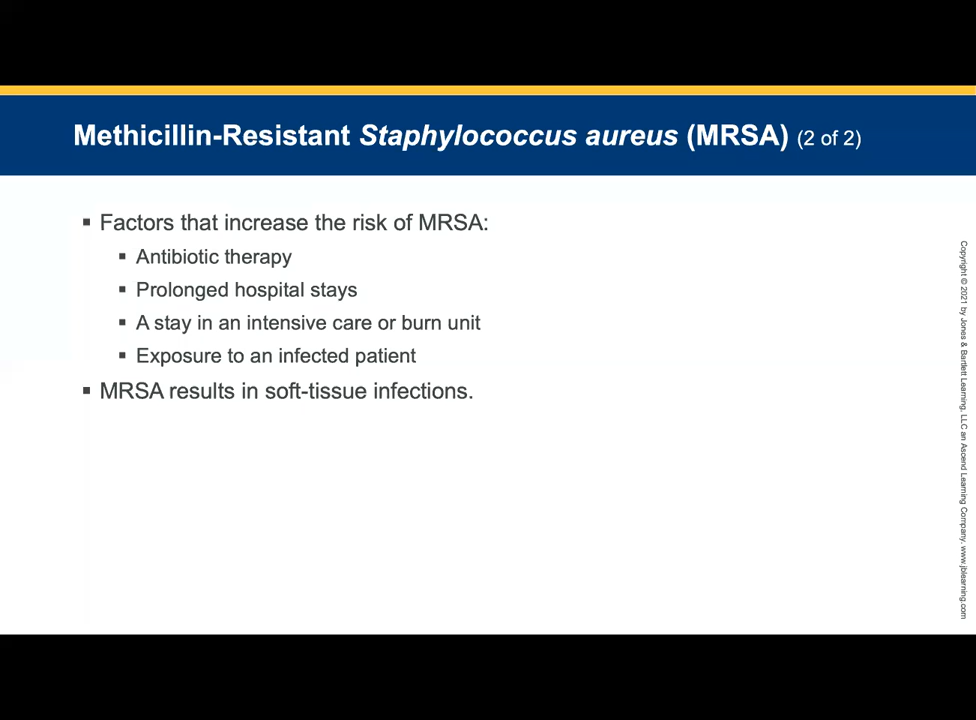 Methicillin-Resistant Staphylococcus aureus (MRSA) (2 of 2)
▪ Factors that increase the risk of MRSA:
▪ Antibiotic therapy
▪ Prolonged hospital stays
▪ A stay in an intensive care or burn unit
▪ Exposure to an infected patient
▪ MRSA results in soft-tissue infections.
Copyright © 2021 by Jones & Bartlett Learning, LLC an Ascend Learning Company. www.jblearning.com